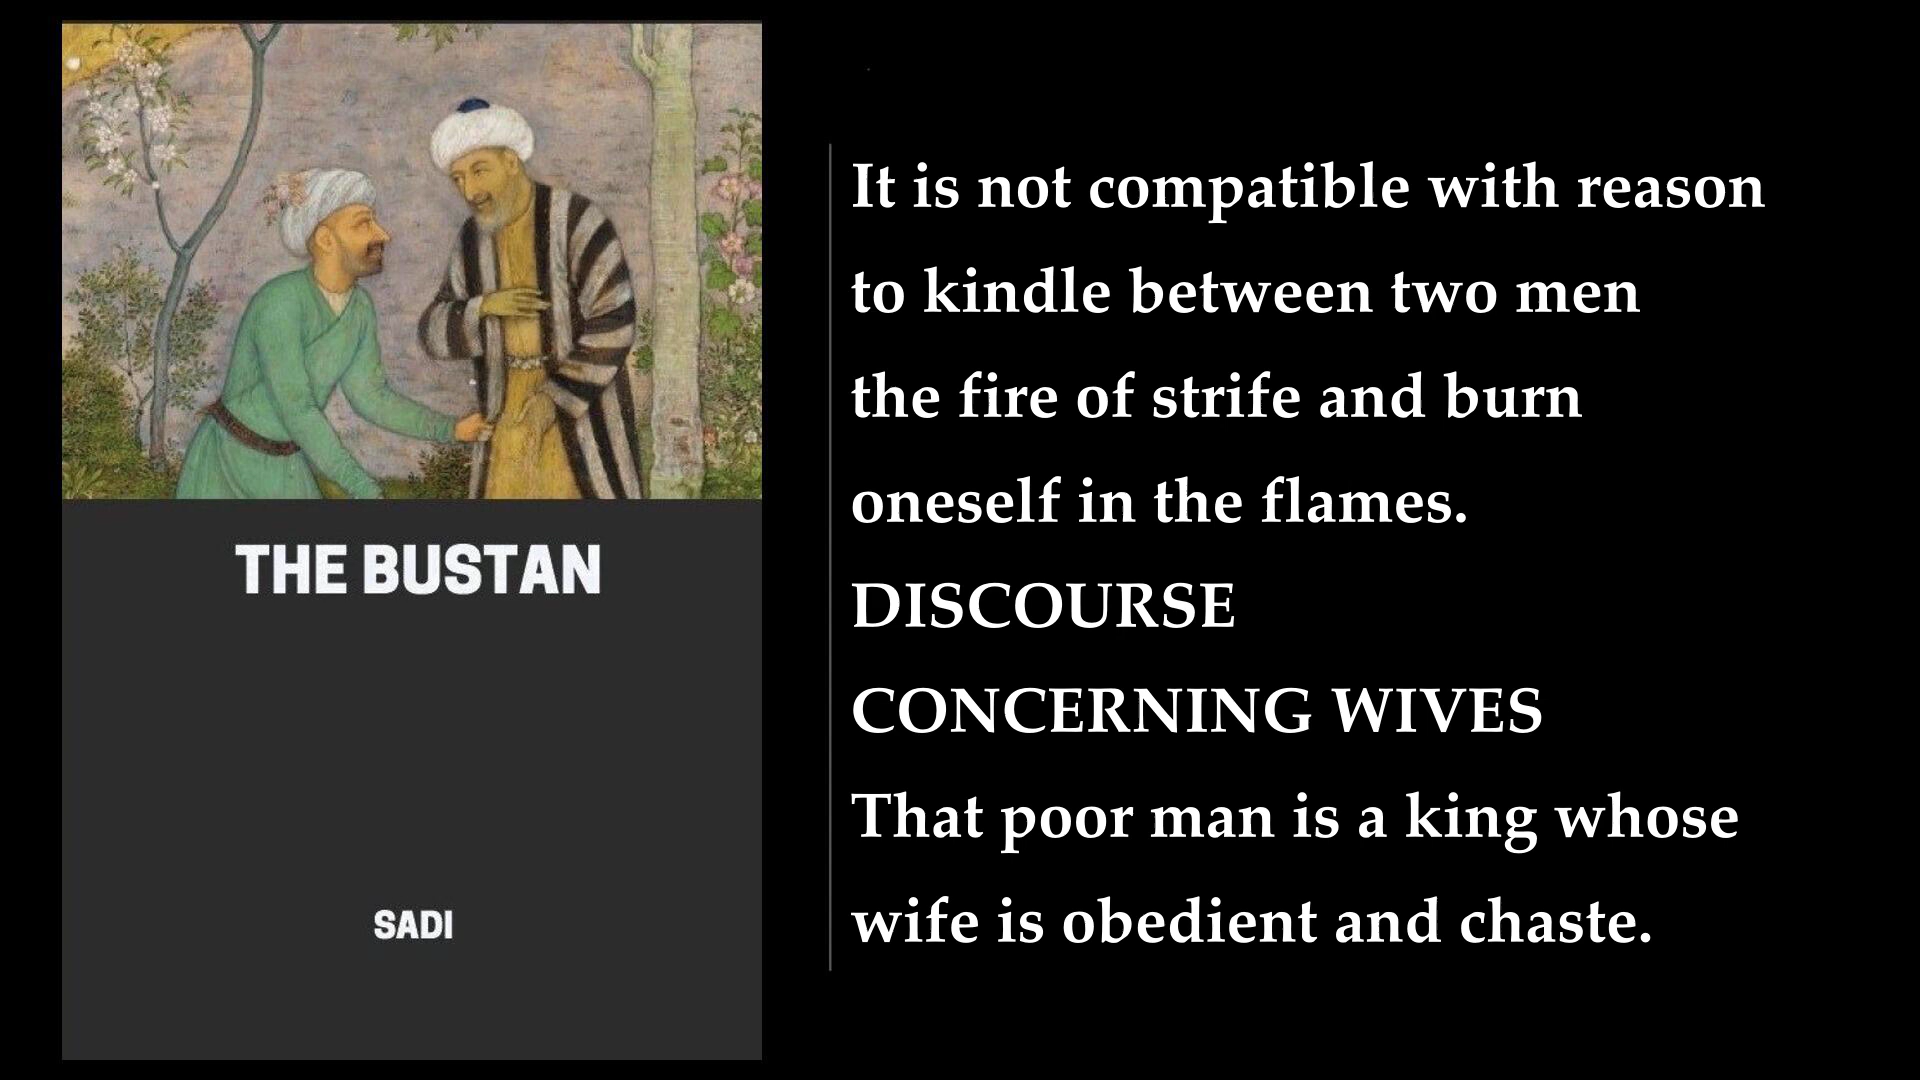 THE BUSTAN
SADI
It is not compatible with reason
to kindle between two men
the fire of strife and burn
oneself in the flames.
DISCOURSE
CONCERNING WIVES
That poor man is a king whose
wife is obedient and chaste.